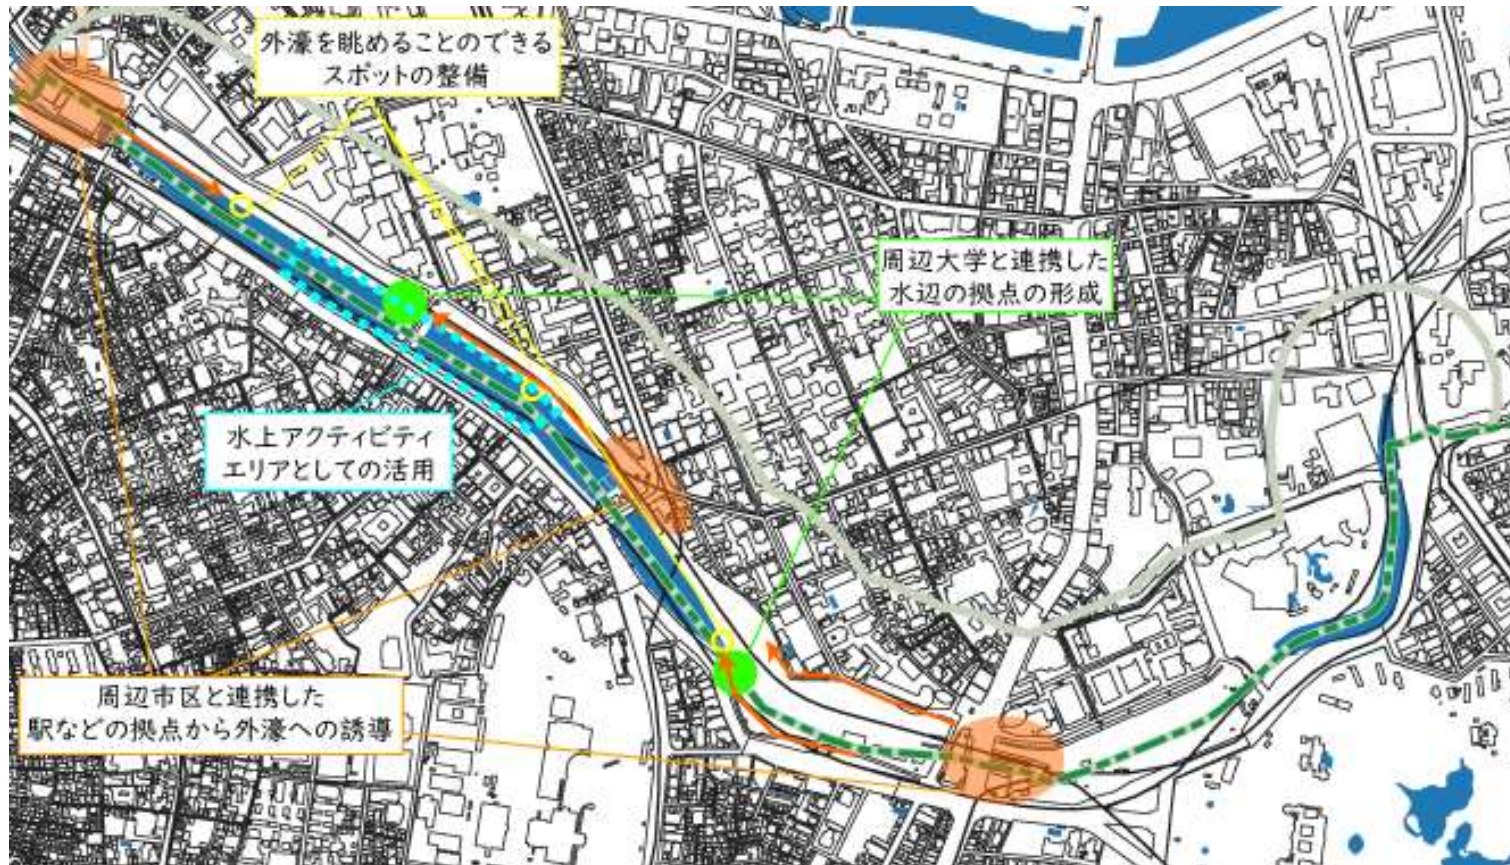 外濠を眺めることのできる
スポットの整備
周辺大学と連携した
水辺の拠点の形成
水上アクティビティ
エリアとしての活用
周辺市区と連携した
駅などの拠点から外濠への誘導